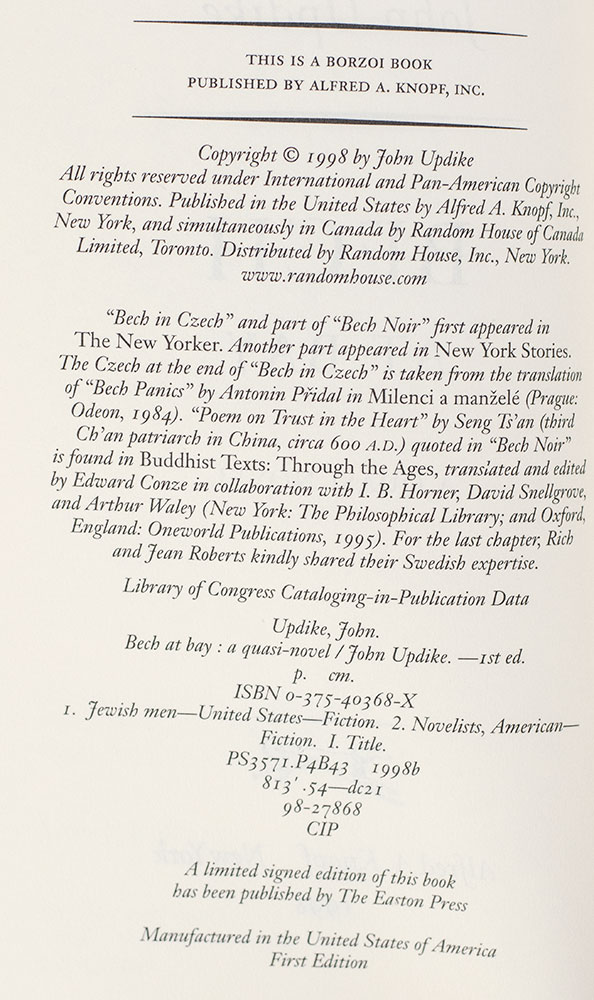 THIS IS A BORZOI BOOK
PUBLISHED BY ALFRED A. KNOPF, INC.
Copyright © 1998 by John Updike
All rights reserved under International and Pan-American Copyright
Conventions. Published in the United States by Alfred A. Knopf, Inc.,
New York, and simultaneously in Canada by Random House of Canada
Limited, Toronto. Distributed by Random House, Inc., New York.
www.randomhouse.com
“Bech in Czech” and part of “Bech Noir” first appeared in
The New Yorker. Another part appeared in New York Stories.
The Czech at the end of “Bech in Czech” is taken from the translation
of “Bech Panics” by Antonin Přidal in Milenci a manželé (Prague:
Odeon, 1984). “Poem on Trust in the Heart” by Seng Ts’an (third
Ch’an patriarch in China, circa 600 A.D.) quoted in “Bech Noir”
is found in Buddhist Texts: Through the Ages, translated and edited
by Edward Conze in collaboration with I. B. Horner, David Snellgrove,
and Arthur Waley (New York: The Philosophical Library; and Oxford,
England: Oneworld Publications, 1995). For the last chapter, Rich
and Jean Roberts kindly shared their Swedish expertise.
Library of Congress Cataloging-in-Publication Data
Updike, John.
Bech at bay : a quasi-novel / John Updike. —1st ed.
p. cm.
ISBN 0-375-40368-X
1. Jewish men—United States—Fiction. 2. Novelists, American—
Fiction. I. Title.
PS3571.P4B43 1998b
813'.54—dc21
98-27868
CIP
A limited signed edition of this book
has been published by The Easton Press
Manufactured in the United States of America
First Edition